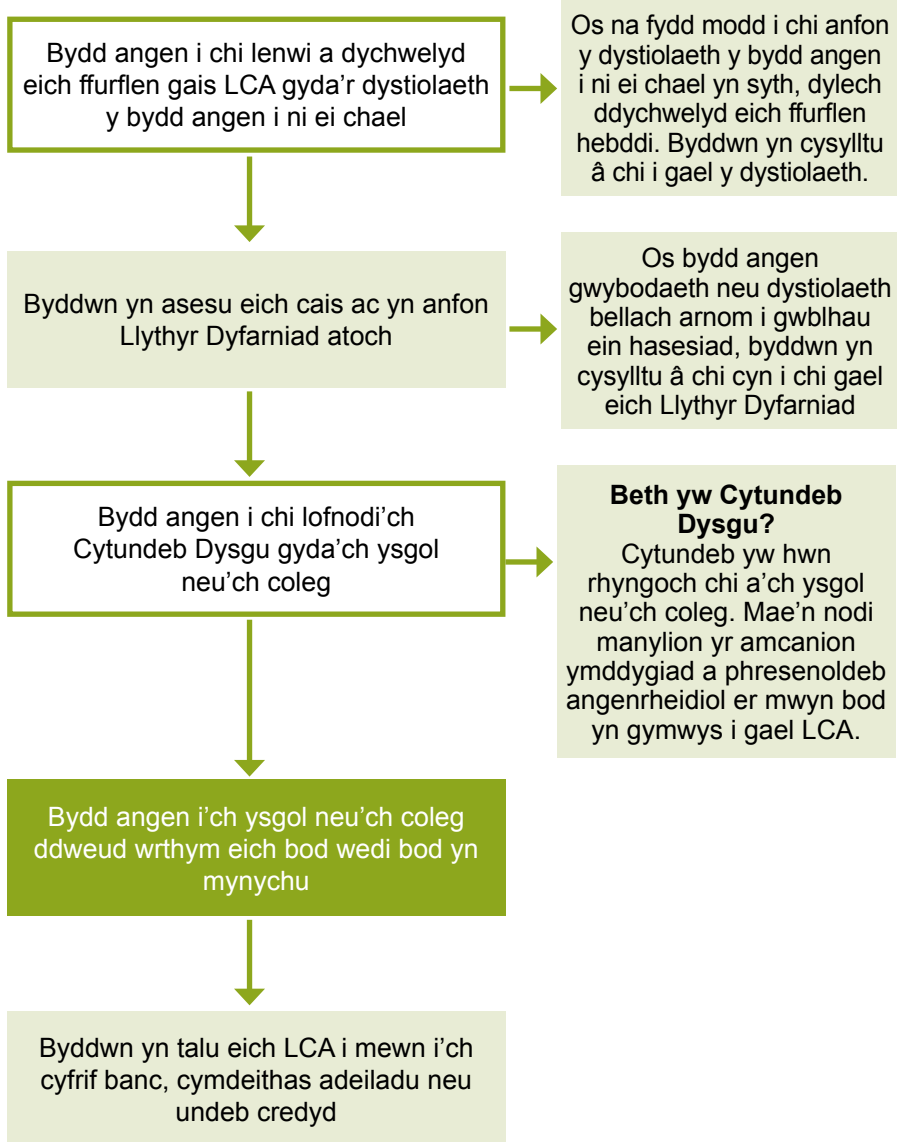 Bydd angen i chi lenwi a dychwelyd
eich ffurflen gais LCA gyda'r dystiolaeth
y bydd angen i ni ei chael
Os na fydd modd i chi anfon
y dystiolaeth y bydd angen
i ni ei chael yn syth, dylech
ddychwelyd eich ffurflen
hebddi. Byddwn yn cysylltu
â chi i gael y dystiolaeth.
Byddwn yn asesu eich cais ac yn anfon
Llythyr Dyfarniad atoch
Os bydd angen
gwybodaeth neu dystiolaeth
bellach arnom i gwblhau
ein hasesiad, byddwn yn
cysylltu â chi cyn i chi gael
eich Llythyr Dyfarniad
Bydd angen i chi lofnodi'ch
Cytundeb Dysgu gyda'ch ysgol
neu'ch coleg
Beth yw Cytundeb
Dysgu?
Cytundeb yw hwn
rhyngoch chi a'ch ysgol
neu'ch coleg. Mae'n nodi
manylion yr amcanion
ymddygiad a phresenoldeb
angenrheidiol er mwyn bod
yn gymwys i gael LCA.
Bydd angen i'ch ysgol neu'ch coleg
ddweud wrthym eich bod wedi bod yn
mynychu
Byddwn yn talu eich LCA i mewn i'ch
cyfrif banc, cymdeithas adeiladu neu
undeb credyd